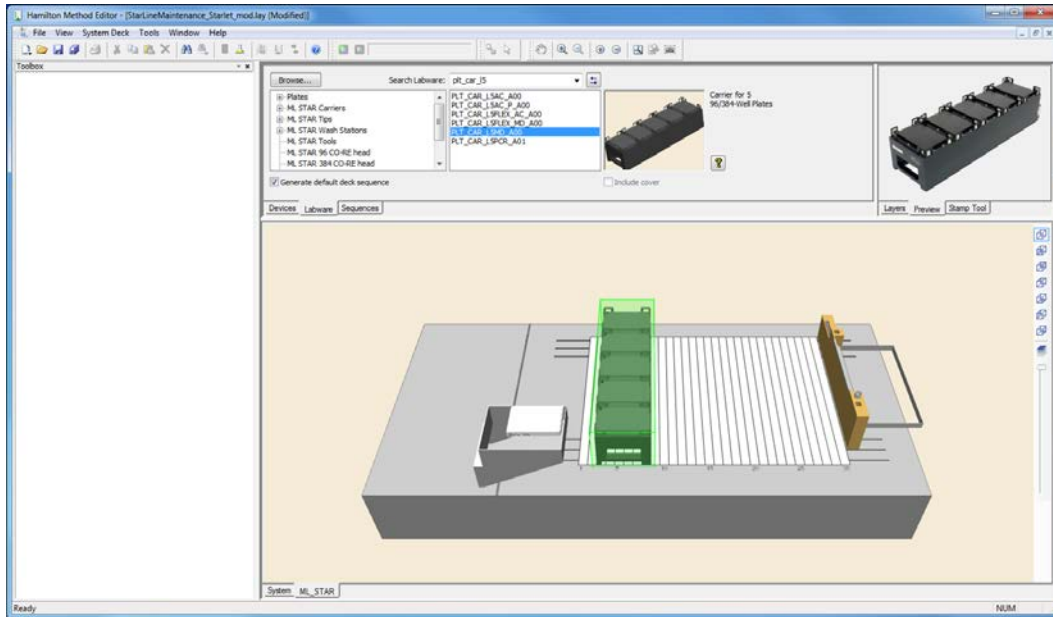 Hamilton Method Editor - [StarLineMaintenance_Starlet_mod.lay (Modified)]
File View System Deck Tools Window Help
Toolbox
Browse... Search Labware: plt_car_l5
Plates
ML STAR Carriers
ML STAR Tips
ML STAR Wash Stations
ML STAR Tools
ML STAR 96 CO-RE head
ML STAR 384 CO-RE head
PLT_CAR_L5AC_A00
PLT_CAR_L5AC_P_A00
PLT_CAR_L5FLEX_AC_A00
PLT_CAR_L5FLEX_MD_A00
PLT_CAR_L5MD_A00
PLT_CAR_L5PCR_A01
Carrier for 5
96/384-Well Plates
Generate default deck sequence
Include cover
Devices Labware Sequences
Layers Preview Stamp Tool
System ML_STAR
Ready NUM